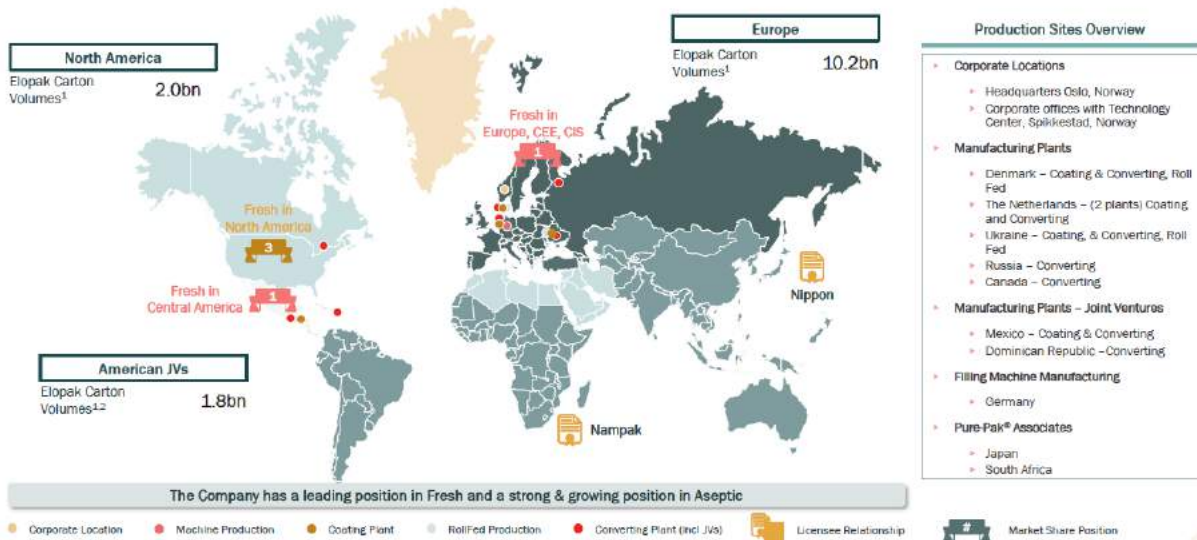 North America
Elopak Carton
Volumes1
2.0bn
Europe
Elopak Carton
Volumes1
10.2bn
Fresh in
Europe, CEE, CIS
1
Fresh in
North America
3
Fresh in
Central America
1
Nippon
Nampak
American JVs
Elopak Carton
Volumes1,2
1.8bn
Production Sites Overview
Corporate Locations
Headquarters Oslo, Norway
Corporate offices with Technology
Center, Spikkestad, Norway
Manufacturing Plants
Denmark – Coating & Converting, Roll
Fed
The Netherlands – (2 plants) Coating
and Converting
Ukraine – Coating, & Converting, Roll
Fed
Russia – Converting
Canada – Converting
Manufacturing Plants – Joint Ventures
Mexico – Coating & Converting
Dominican Republic –Converting
Filling Machine Manufacturing
Germany
Pure-Pak® Associates
Japan
South Africa
The Company has a leading position in Fresh and a strong & growing position in Aseptic
Corporate Location
Machine Production
Coating Plant
RollFed Production
Converting Plant (incl JVs)
Licensee Relationship
#
Market Share Position